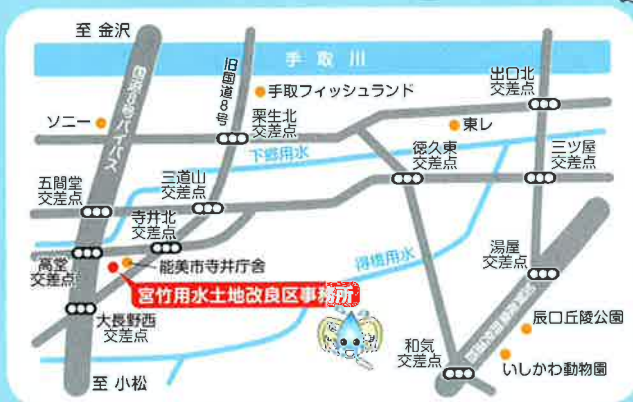 至 金沢
手取川
国道8号バイパス
旧国道8号
手取フィッシュランド
出口北
交差点
ソニー
粟生北
交差点
東レ
下郷用水
徳久東
交差点
三ツ屋
交差点
五間堂
交差点
三道山
交差点
寺井北
交差点
得橋用水
湯屋
交差点
高堂
交差点
能美市寺井庁舎
宮竹用水土地改良区事務所
大長野西
交差点
辰口丘陵公園
和気
交差点
いしかわ動物園
至 小松